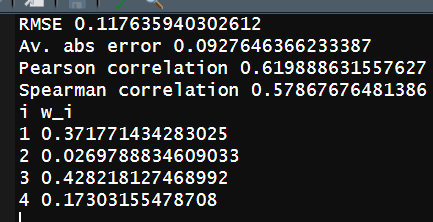 RMSE 0.117635940302612
Av. abs error 0.0927646366233387
Pearson correlation 0.619888631557627
Spearman correlation 0.57867676481386
i w_i
1 0.371771434283025
2 0.0269788834609033
3 0.428218127468992
4 0.17303155478708